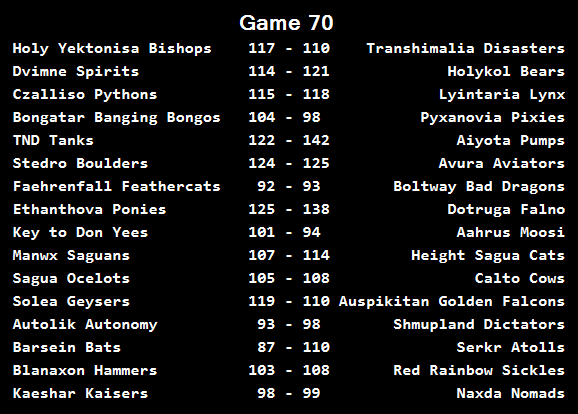 Game 70
Holy Yektonisa Bishops 117 - 110 Transhimalia Disasters
Dvimne Spirits 114 - 121 Holykol Bears
Czalliso Pythons 115 - 118 Lyintaria Lynx
Bongatar Banging Bongos 104 - 98 Pyxanovia Pixies
TND Tanks 122 - 142 Aiyota Pumps
Stedro Boulders 124 - 125 Avura Aviators
Faehrenfall Feathercats 92 - 93 Boltway Bad Dragons
Ethanthova Ponies 125 - 138 Dotruga Falno
Key to Don Yees 101 - 94 Aahrus Moosi
Manwx Saguans 107 - 114 Height Sagua Cats
Sagua Ocelots 105 - 108 Calto Cows
Solea Geysers 119 - 110 Auspikitan Golden Falcons
Autolik Autonomy 93 - 98 Shmupland Dictators
Barsein Bats 87 - 110 Serkr Atolls
Blanaxon Hammers 103 - 108 Red Rainbow Sickles
Kaeshar Kaisers 98 - 99 Naxda Nomads